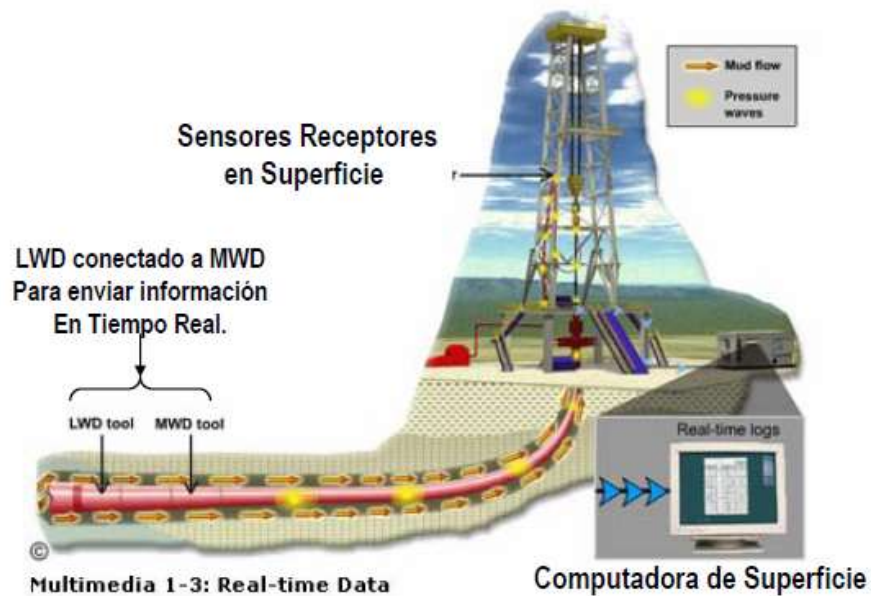 Mud flow
Pressure
waves
Sensores Receptores
en Superficie
r
LWD conectado a MWD
Para enviar información
En Tiempo Real.
LWD tool
MWD tool
Real-time logs
©
Multimedia 1-3: Real-time Data
Computadora de Superficie